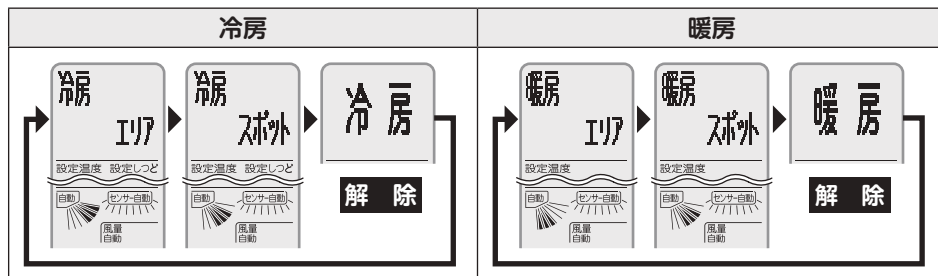 冷房
暖房
冷房
エリア
設定温度 設定しつど
自動
センサー自動
風量
自動
冷房
スポット
設定温度 設定しつど
自動
センサー自動
風量
自動
冷房
解除
暖房
エリア
設定温度
自動
センサー自動
風量
自動
暖房
スポット
設定温度
自動
センサー自動
風量
自動
暖房
解除